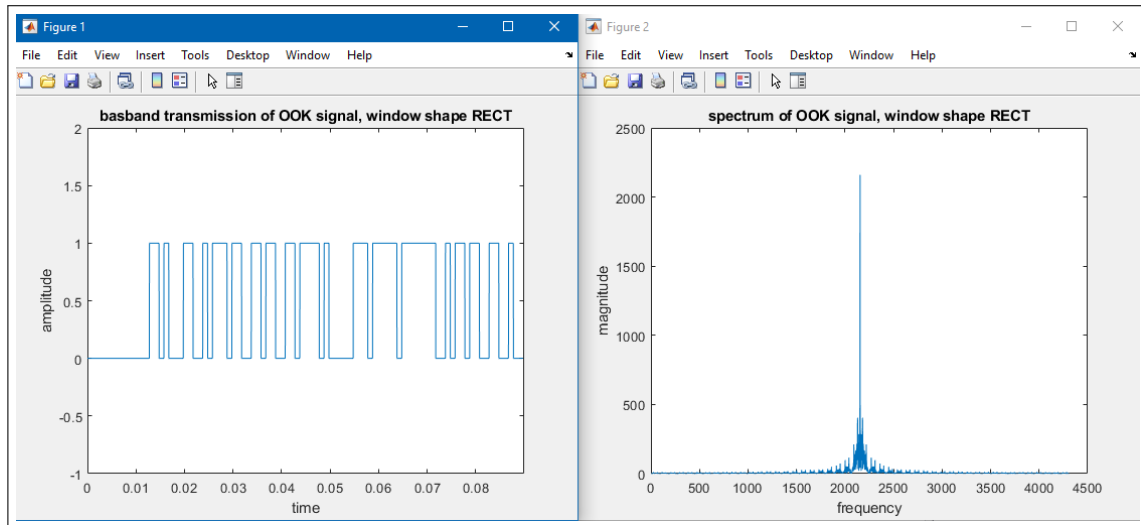 Figure 1
File Edit View Insert Tools Desktop Window Help
basband transmission of OOK signal, window shape RECT
2
1.5
1
0.5
0
-0.5
-1
amplitude
0 0.01 0.02 0.03 0.04 0.05 0.06 0.07 0.08
time
Figure 2
File Edit View Insert Tools Desktop Window Help
spectrum of OOK signal, window shape RECT
2500
2000
1500
1000
500
0
magnitude
0 500 1000 1500 2000 2500 3000 3500 4000 4500
frequency